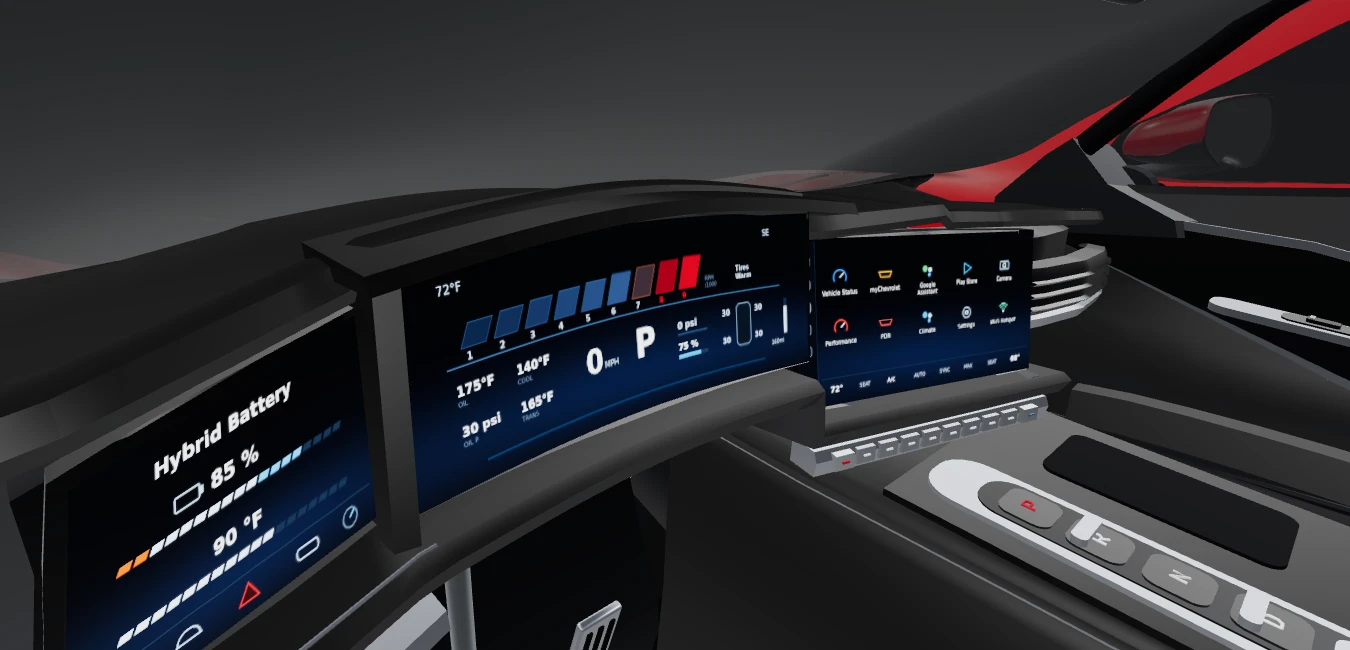 Hybrid Battery
85 %
90 °F
72°F
SE
1 2 3 4 5 6 7 8 9
Tires
Warm
175°F
OIL
140°F
COOL
30 psi
OIL P
165°F
TRANS
0 MPH
P
0 psi
75 %
30 30
30 30
Vehicle Status
myChevrolet
Google
Assistant
Play Store
Camera
Performance
PDR
Climate
Settings
Wi-Fi Hotspot
72° SEAT A/C AUTO SYNC SEAT 68°
P
R
N
D